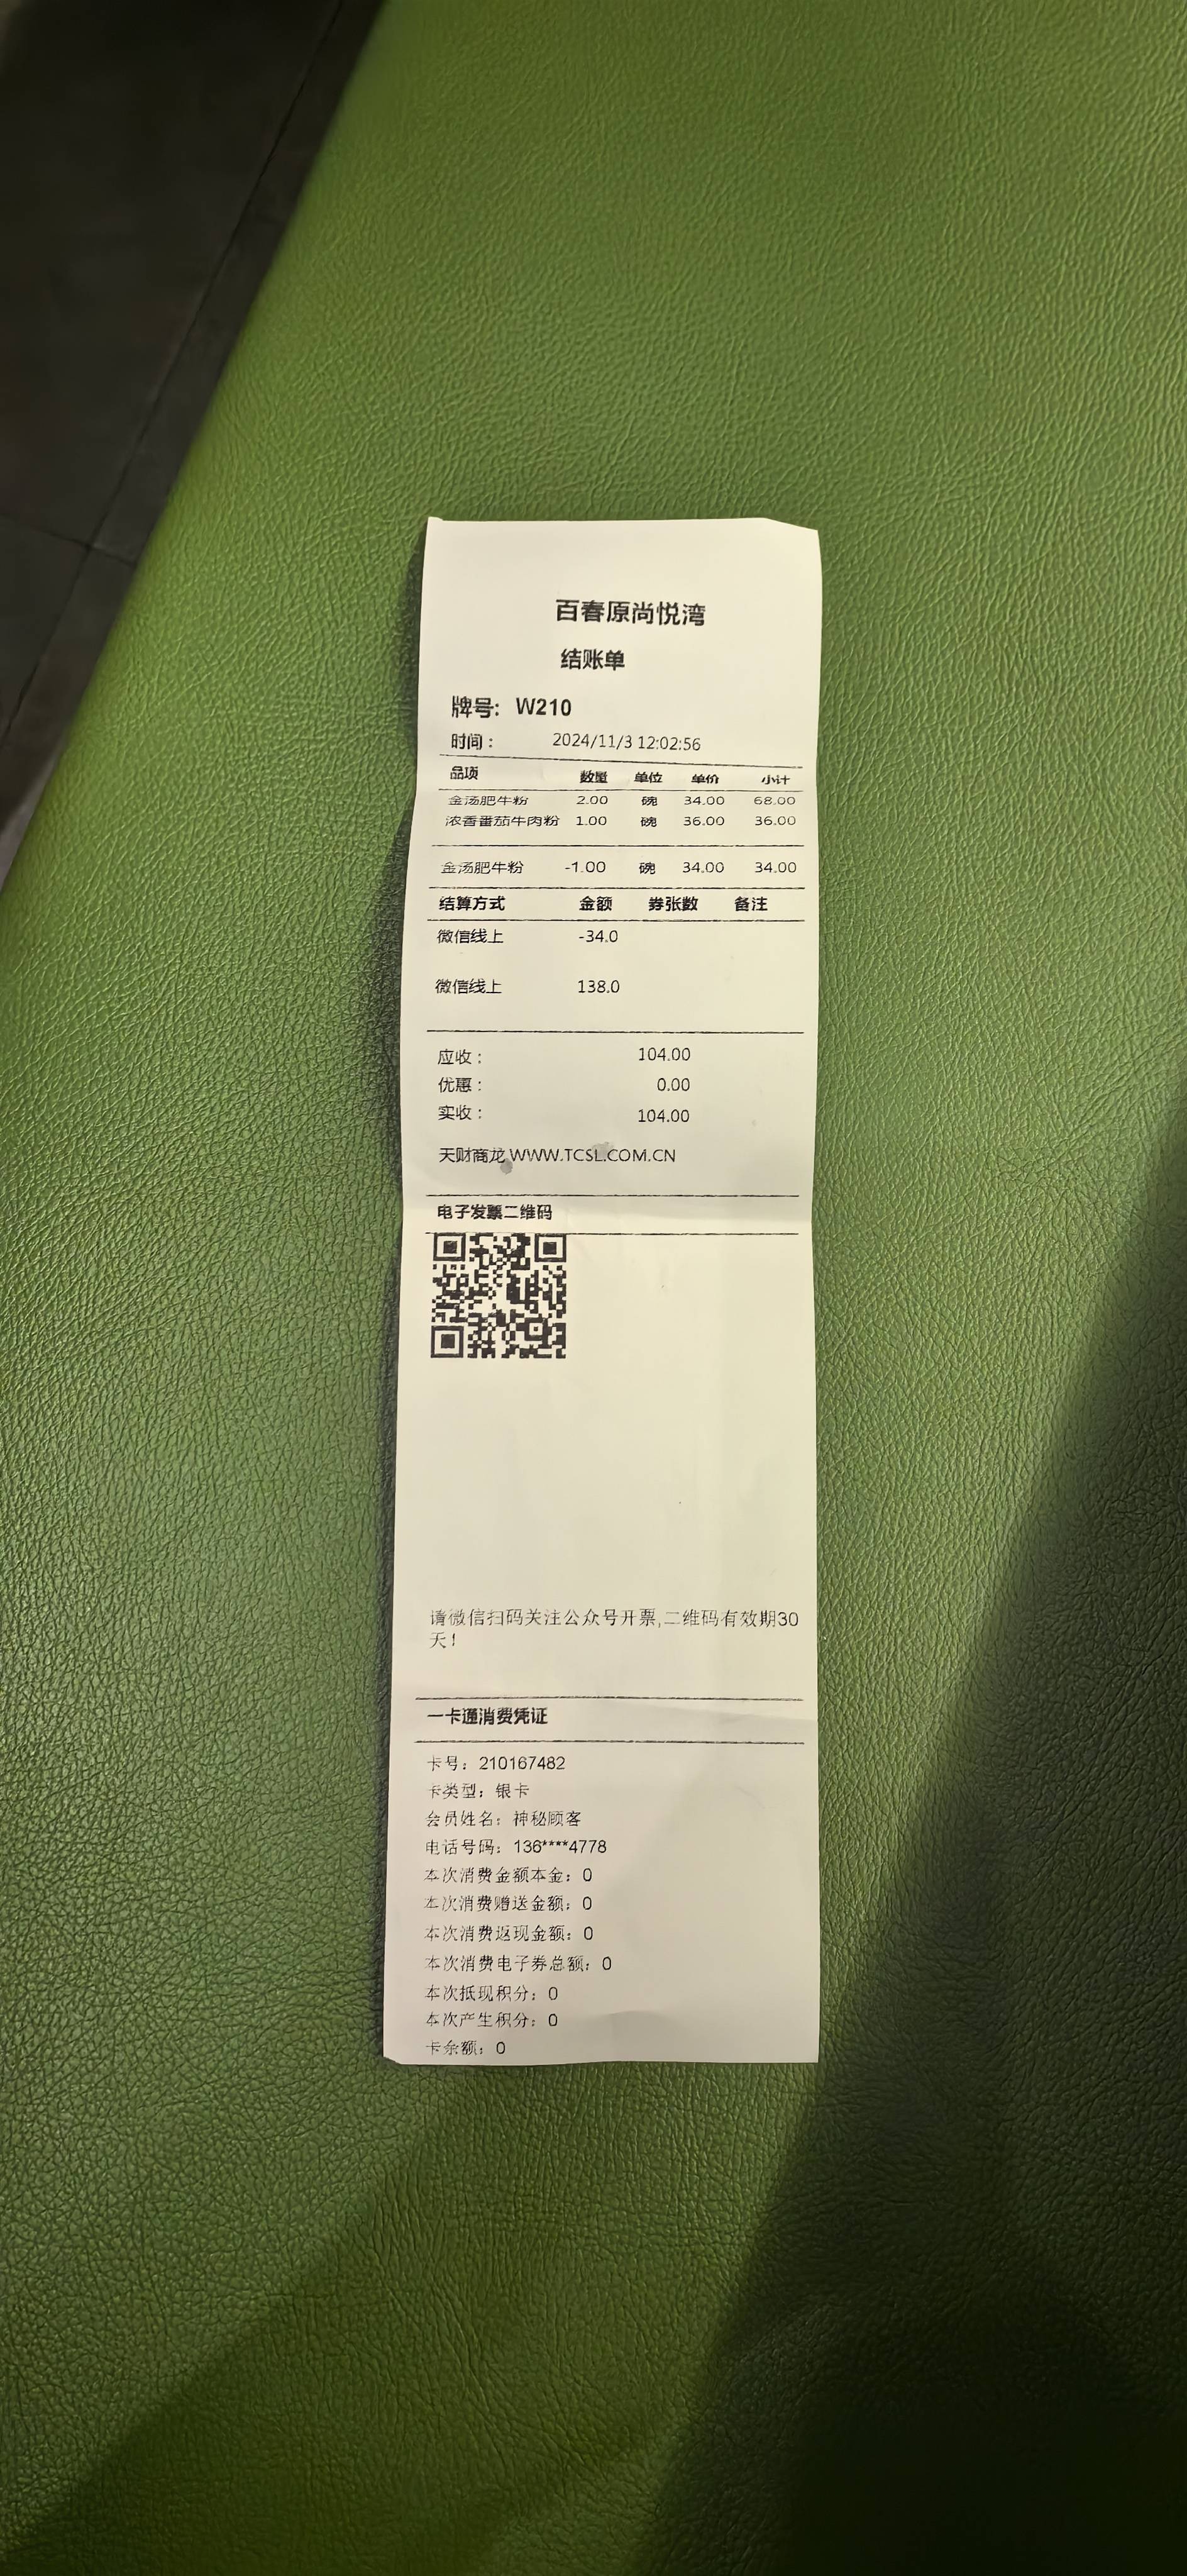 百春原尚悦湾
结账单
牌号: W210
时间： 2024/11/3 12:02:56
品项 数量 单位 单价 小计
金汤肥牛粉 2.00 碗 34.00 68.00
浓香番茄牛肉粉 1.00 碗 36.00 36.00
金汤肥牛粉 -1.00 碗 34.00 34.00
结算方式 金额 券张数 备注
微信线上 -34.0
微信线上 138.0
应收： 104.00
优惠： 0.00
实收： 104.00
天财商龙WWW.TCSL.COM.CN
电子发票二维码
请微信扫码关注公众号开票,二维码有效期30
天！
一卡通消费凭证
卡号：210167482
卡类型：银卡
会员姓名：神秘顾客
电话号码：136****4778
本次消费金额本金：0
本次消费赠送金额：0
本次消费返现金额：0
本次消费电子券总额：0
本次抵现积分：0
本次产生积分：0
卡余额：0